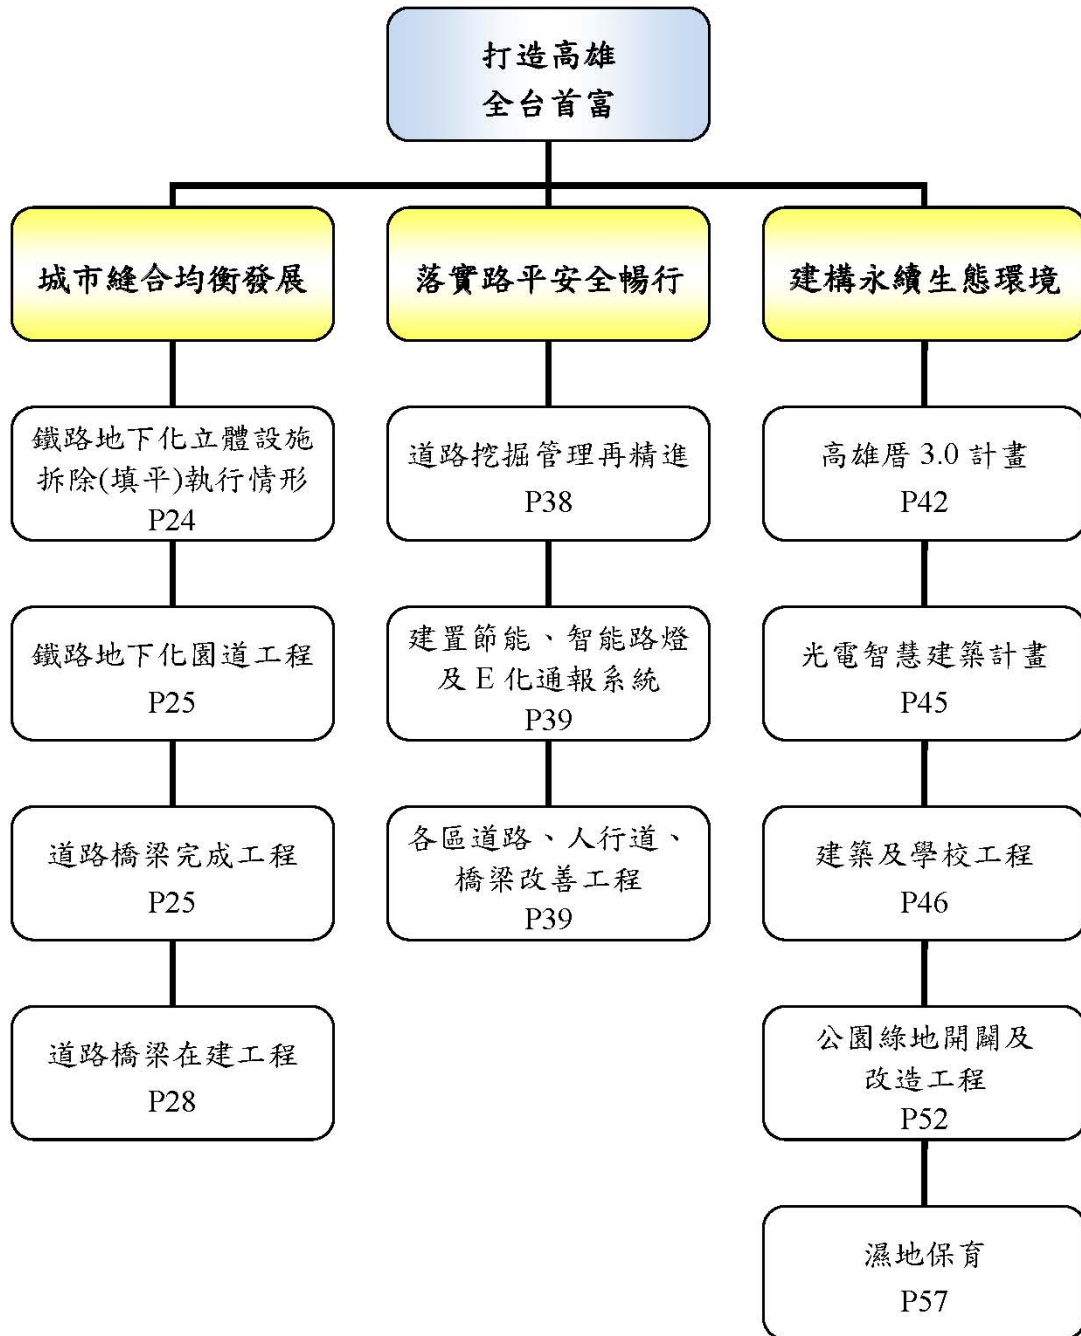 打造高雄
全台首富
城市縫合均衡發展
鐵路地下化立體設施
拆除(填平)執行情形
P24
鐵路地下化園道工程
P25
道路橋梁完成工程
P25
道路橋梁在建工程
P28
落實路平安全暢行
道路挖掘管理再精進
P38
建置節能、智能路燈
及 E 化通報系統
P39
各區道路、人行道、
橋梁改善工程
P39
建構永續生態環境
高雄厝 3.0 計畫
P42
光電智慧建築計畫
P45
建築及學校工程
P46
公園綠地開闢及
改造工程
P52
濕地保育
P57